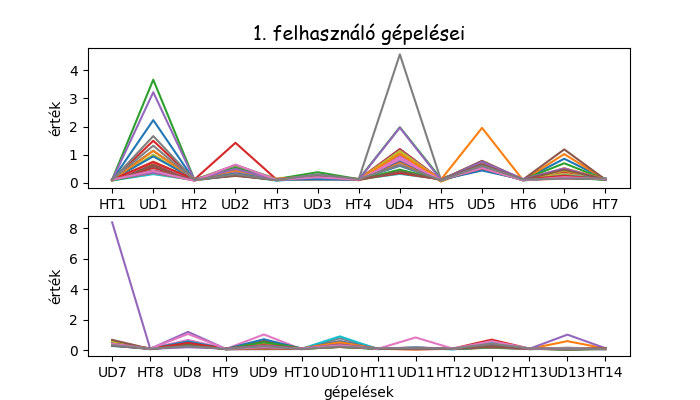 1. felhasználó gépelései
érték
4
3
2
1
0
HT1 UD1 HT2 UD2 HT3 UD3 HT4 UD4 HT5 UD5 HT6 UD6 HT7
érték
8
6
4
2
0
UD7 HT8 UD8 HT9 UD9 HT10 UD10 HT11 UD11 HT12 UD12 HT13 UD13 HT14
gépelések